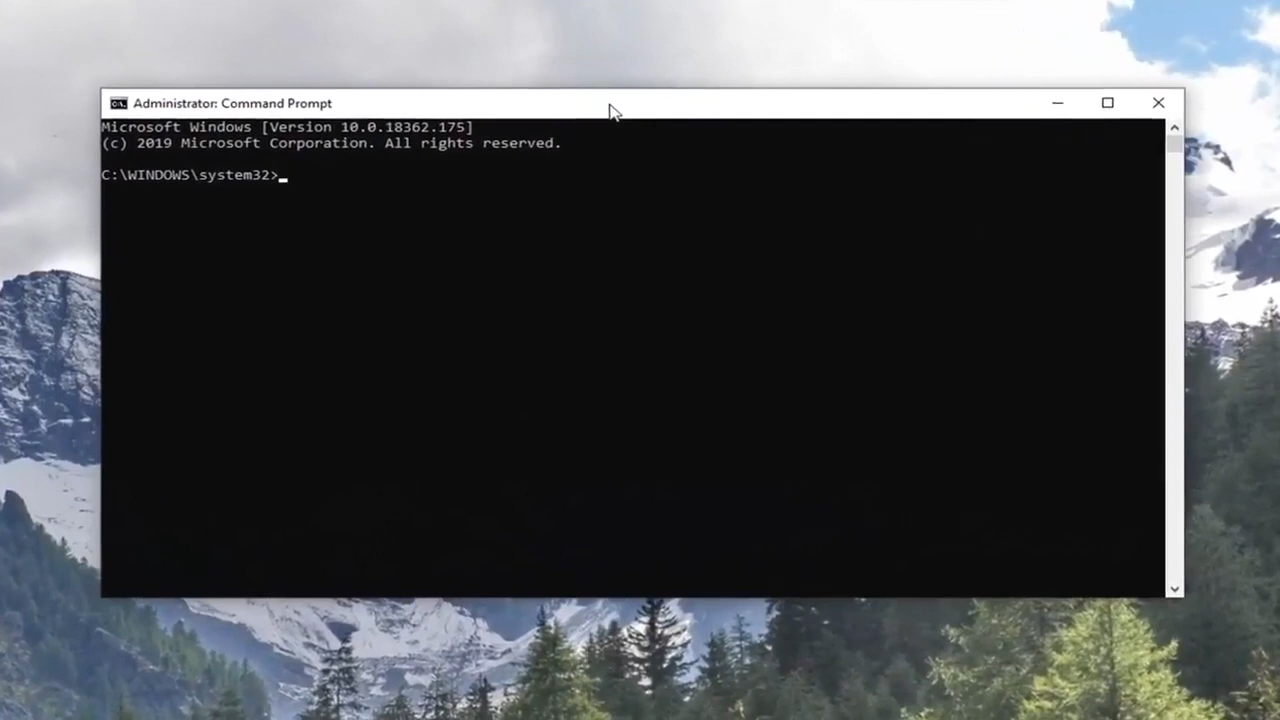 Administrator: Command Prompt
Microsoft Windows [Version 10.0.18362.175]
(c) 2019 Microsoft Corporation. All rights reserved.
C:\WINDOWS\system32>